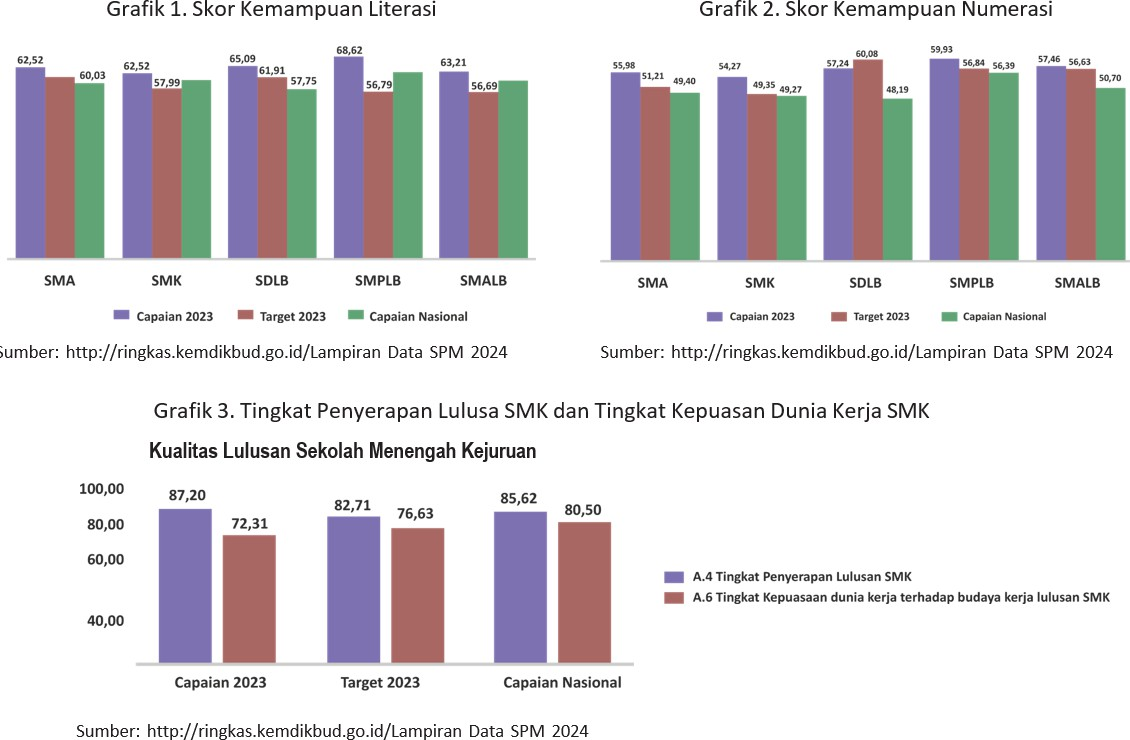 Grafik 1. Skor Kemampuan Literasi
62,52
60,03
62,52
57,99
65,09
61,91
57,75
68,62
56,79
63,21
56,69
SMA
SMK
SDLB
SMPLB
SMALB
Capaian 2023
Target 2023
Capaian Nasional
Sumber: http://ringkas.kemdikbud.go.id/Lampiran Data SPM 2024
Grafik 2. Skor Kemampuan Numerasi
55,98
51,21
49,40
54,27
49,35
49,27
57,24
60,08
48,19
59,93
56,84
56,39
57,46
56,63
50,70
SMA
SMK
SDLB
SMPLB
SMALB
Capaian 2023
Target 2023
Capaian Nasional
Sumber: http://ringkas.kemdikbud.go.id/Lampiran Data SPM 2024
Grafik 3. Tingkat Penyerapan Lulusa SMK dan Tingkat Kepuasan Dunia Kerja SMK
Kualitas Lulusan Sekolah Menengah Kejuruan
100,00
80,00
60,00
40,00
87,20
72,31
82,71
76,63
85,62
80,50
Capaian 2023
Target 2023
Capaian Nasional
A.4 Tingkat Penyerapan Lulusan SMK
A.6 Tingkat Kepuasaan dunia kerja terhadap budaya kerja lulusan SMK
Sumber: http://ringkas.kemdikbud.go.id/Lampiran Data SPM 2024